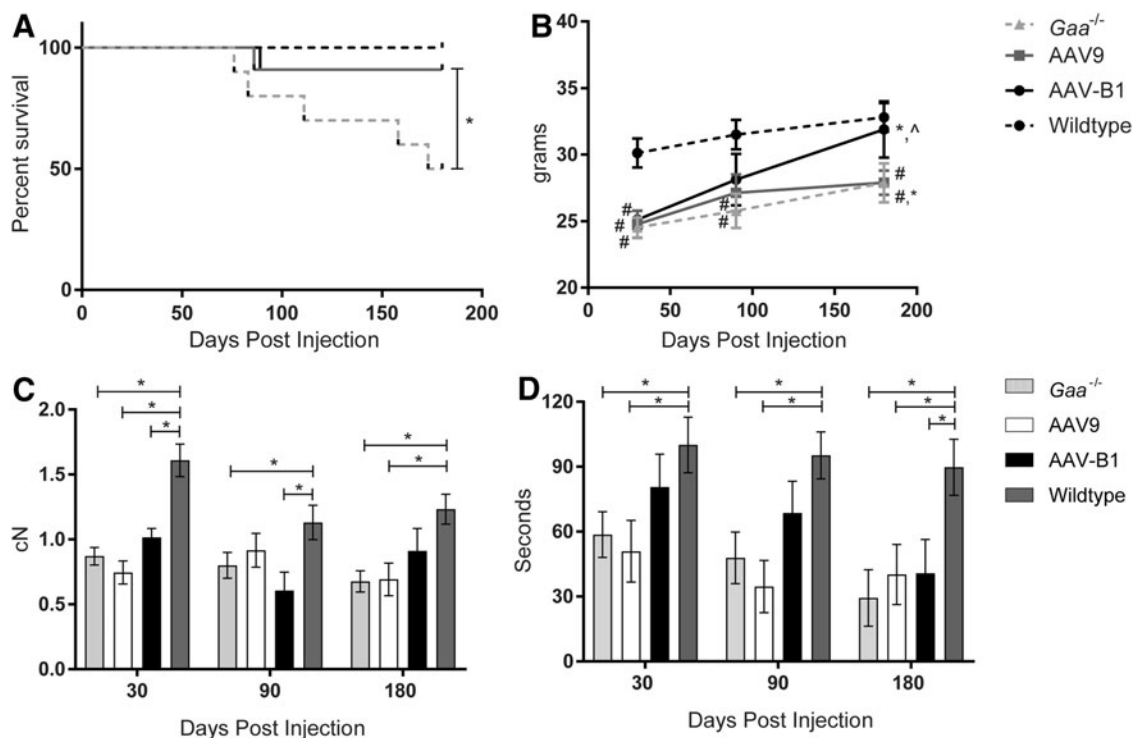 A
Percent survival
100
50
0
0 50 100 150 200
Days Post Injection
*
B
grams
35
30
25
20
0 50 100 150 200
Days Post Injection
#
#
#
#
#
*,^
#
#,*
Gaa-/-
AAV9
AAV-B1
Wildtype
C
cN
2.0
1.5
1.0
0.5
0.0
* * *
* *
* *
30 90 180
Days Post Injection
D
Seconds
120
90
60
30
0
* *
* *
* * *
30 90 180
Days Post Injection
Gaa-/-
AAV9
AAV-B1
Wildtype